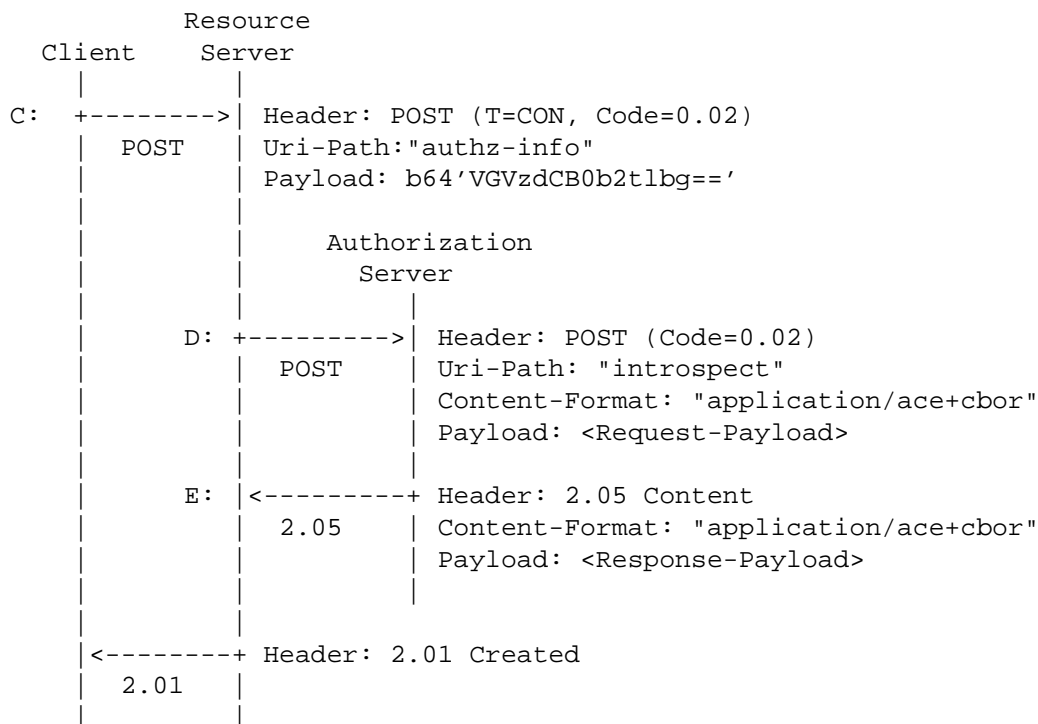 Resource
Client Server
C: POST Header: POST (T=CON, Code=0.02)
POST Uri-Path:"authz-info"
Payload: b64'VGVzdCB0b2tlbg=='
Authorization
Server
D: Header: POST (Code=0.02)
POST Uri-Path: "introspect"
Content-Format: "application/ace+cbor"
Payload: <Request-Payload>
E: Header: 2.05 Content
2.05 Content-Format: "application/ace+cbor"
Payload: <Response-Payload>
Header: 2.01 Created
2.01